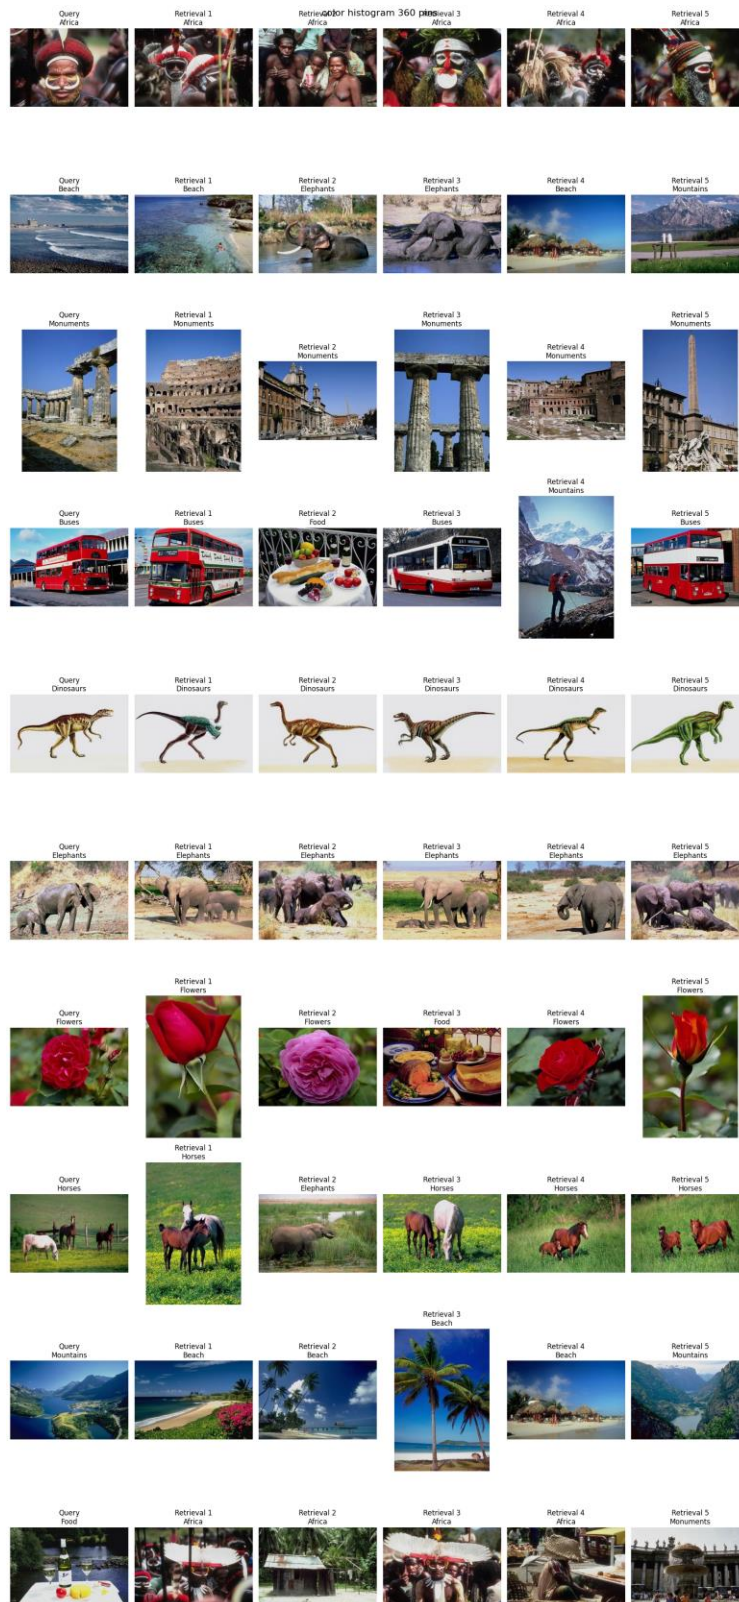 color histogram 360 pins
Query
Africa
Retrieval 1
Africa
Retrieval 2
Africa
Retrieval 3
Africa
Retrieval 4
Africa
Retrieval 5
Africa
Query
Beach
Retrieval 1
Beach
Retrieval 2
Elephants
Retrieval 3
Elephants
Retrieval 4
Beach
Retrieval 5
Mountains
Query
Monuments
Retrieval 1
Monuments
Retrieval 2
Monuments
Retrieval 3
Monuments
Retrieval 4
Monuments
Retrieval 5
Monuments
Query
Buses
Retrieval 1
Buses
Retrieval 2
Food
Retrieval 3
Buses
Retrieval 4
Mountains
Retrieval 5
Buses
Query
Dinosaurs
Retrieval 1
Dinosaurs
Retrieval 2
Dinosaurs
Retrieval 3
Dinosaurs
Retrieval 4
Dinosaurs
Retrieval 5
Dinosaurs
Query
Elephants
Retrieval 1
Elephants
Retrieval 2
Elephants
Retrieval 3
Elephants
Retrieval 4
Elephants
Retrieval 5
Elephants
Query
Flowers
Retrieval 1
Flowers
Retrieval 2
Flowers
Retrieval 3
Food
Retrieval 4
Flowers
Retrieval 5
Flowers
Query
Horses
Retrieval 1
Horses
Retrieval 2
Elephants
Retrieval 3
Horses
Retrieval 4
Horses
Retrieval 5
Horses
Query
Mountains
Retrieval 1
Beach
Retrieval 2
Beach
Retrieval 3
Beach
Retrieval 4
Beach
Retrieval 5
Mountains
Query
Food
Retrieval 1
Africa
Retrieval 2
Africa
Retrieval 3
Africa
Retrieval 4
Africa
Retrieval 5
Monuments